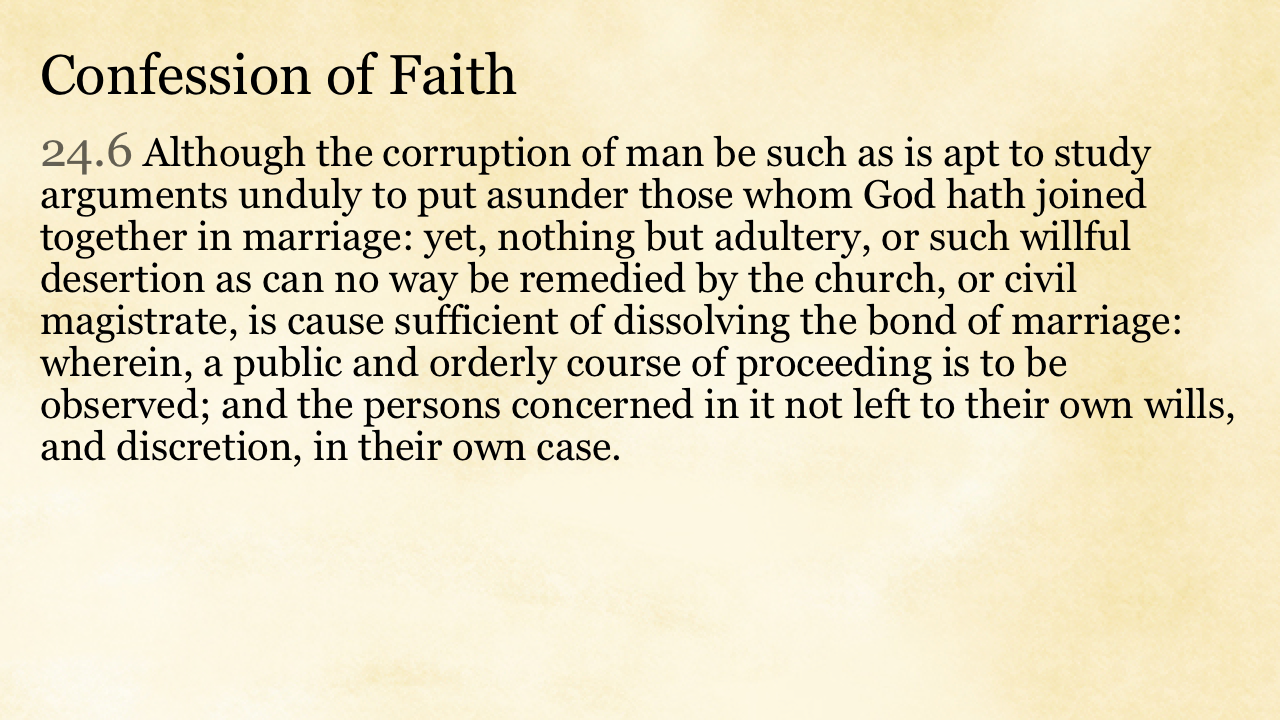 Confession of Faith
24.6 Although the corruption of man be such as is apt to study
arguments unduly to put asunder those whom God hath joined
together in marriage: yet, nothing but adultery, or such willful
desertion as can no way be remedied by the church, or civil
magistrate, is cause sufficient of dissolving the bond of marriage:
wherein, a public and orderly course of proceeding is to be
observed; and the persons concerned in it not left to their own wills,
and discretion, in their own case.